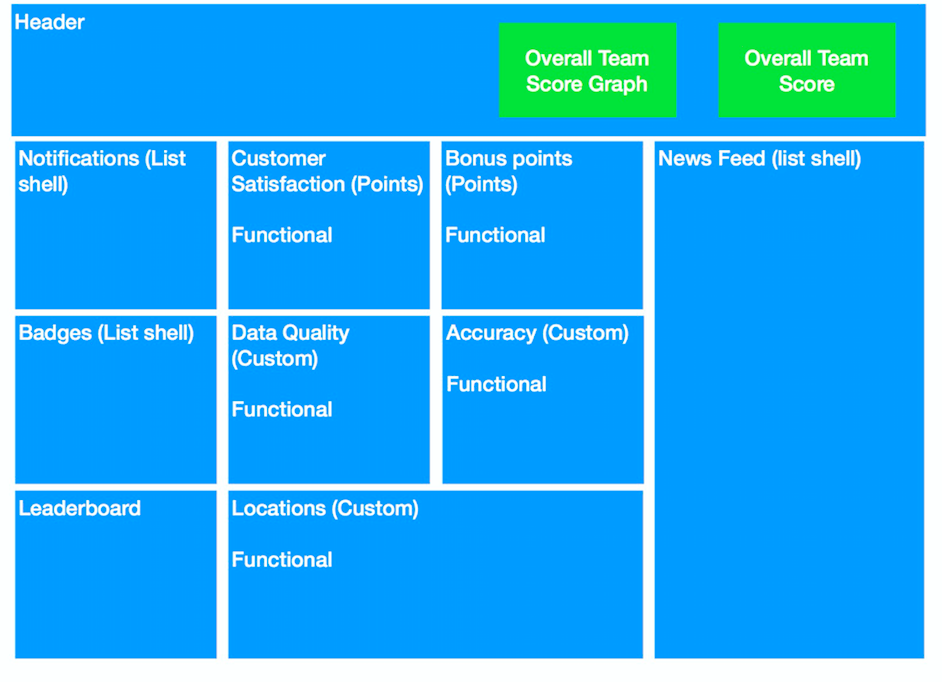 Header
Overall Team
Score Graph
Overall Team
Score
Notifications (List
shell)
Customer
Satisfaction (Points)
Functional
Bonus points
(Points)
Functional
News Feed (list shell)
Badges (List shell)
Data Quality
(Custom)
Functional
Accuracy (Custom)
Functional
Leaderboard
Locations (Custom)
Functional